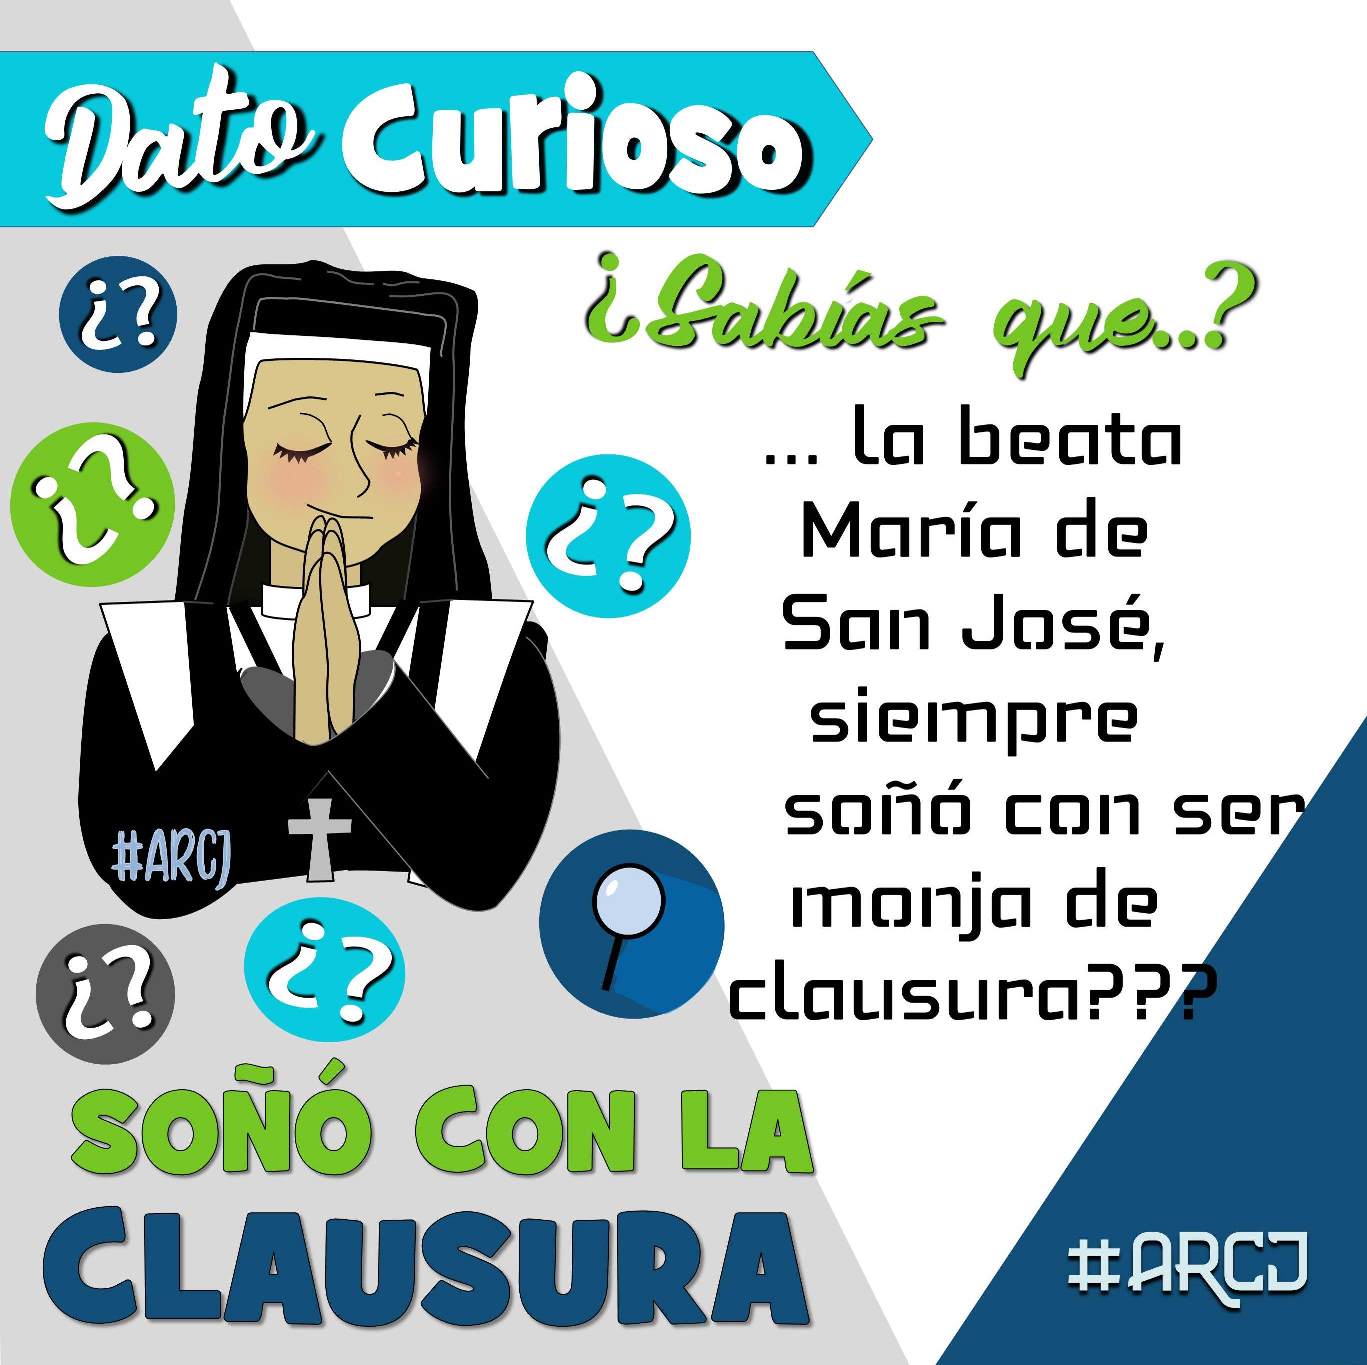 Dato Curioso
¿Sabías que..?
¿?
¿?
¿?
... la beata
María de
San José,
siempre
soñó con ser
monja de
clausura???
#ARCJ
¿?
¿?
SOÑÓ CON LA
CLAUSURA
#ARCJ